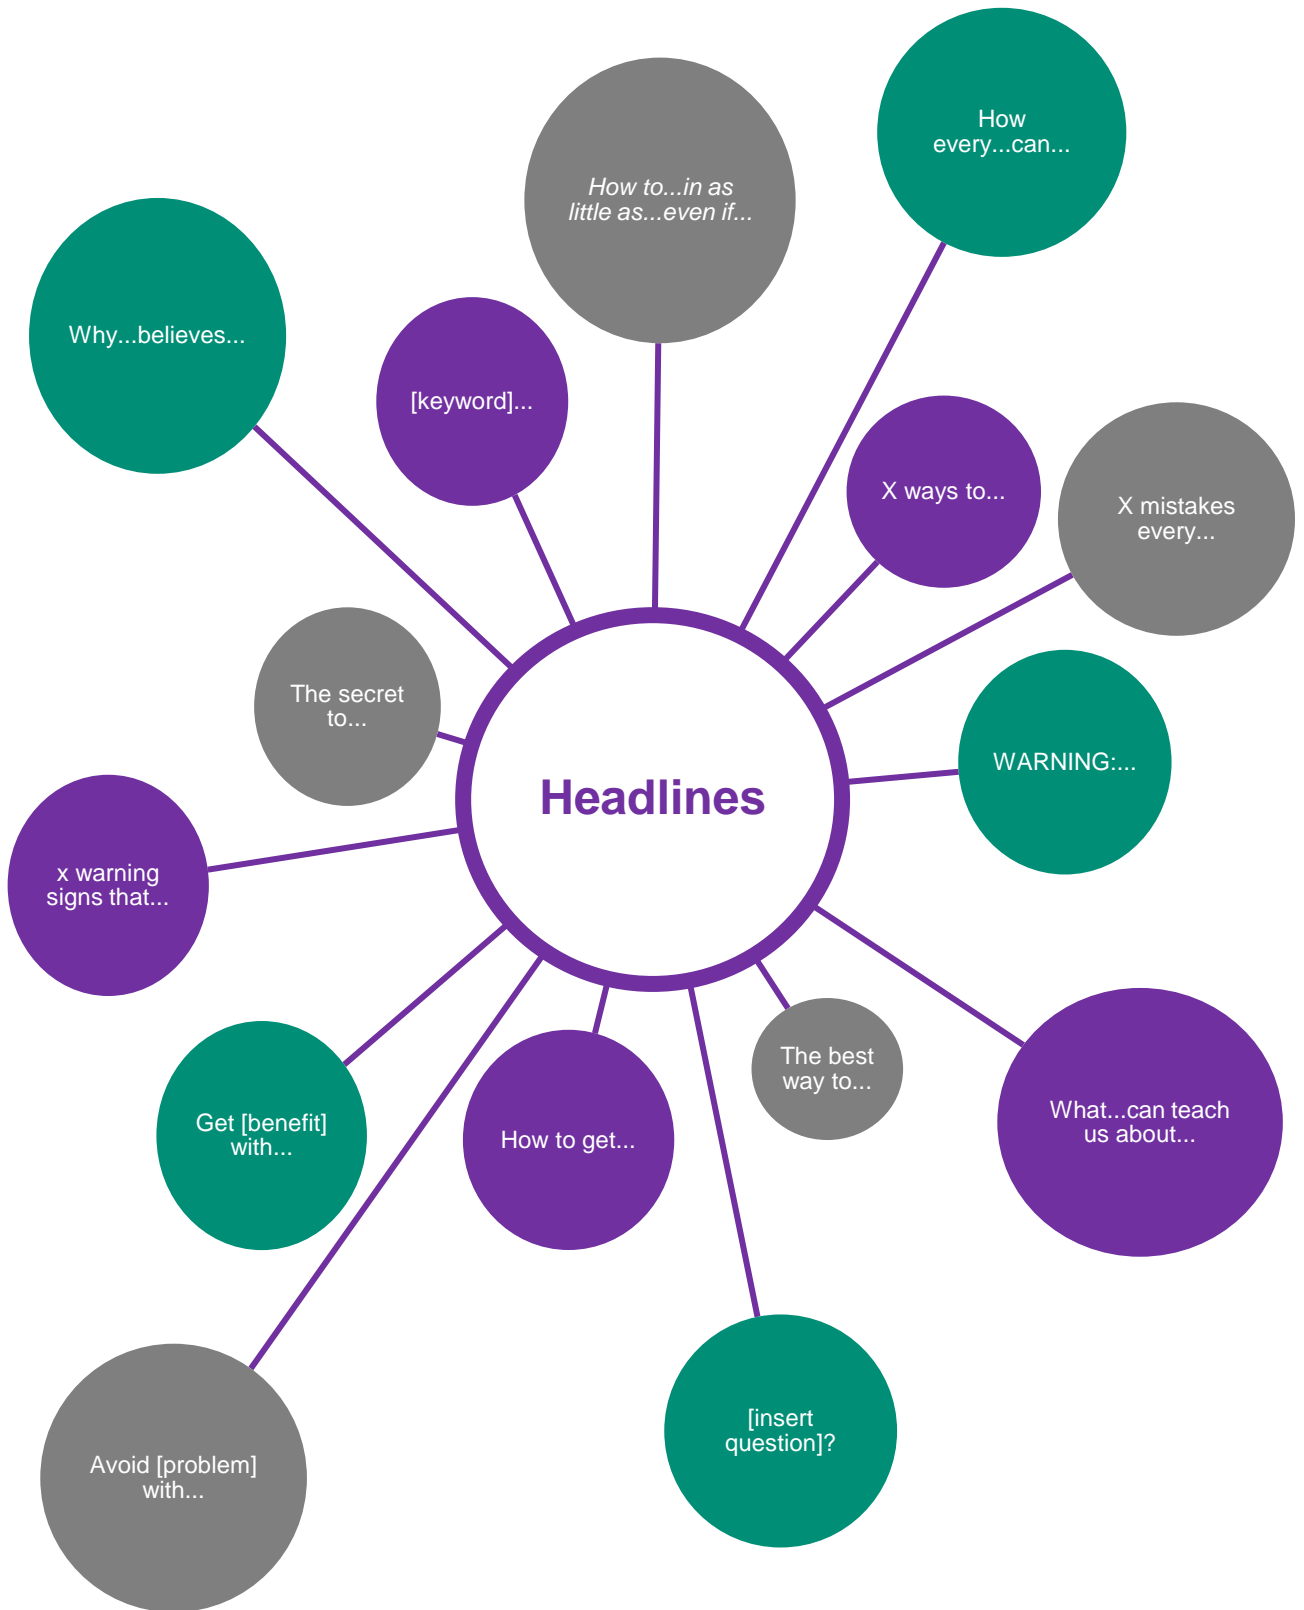 How
every...can...
How to...in as
little as...even if...
Why...believes...
[keyword]...
X ways to...
X mistakes
every...
The secret
to...
WARNING:...
Headlines
x warning
signs that...
The best
way to...
What...can teach
us about...
Get [benefit]
with...
How to get...
[insert
question]?
Avoid [problem]
with...